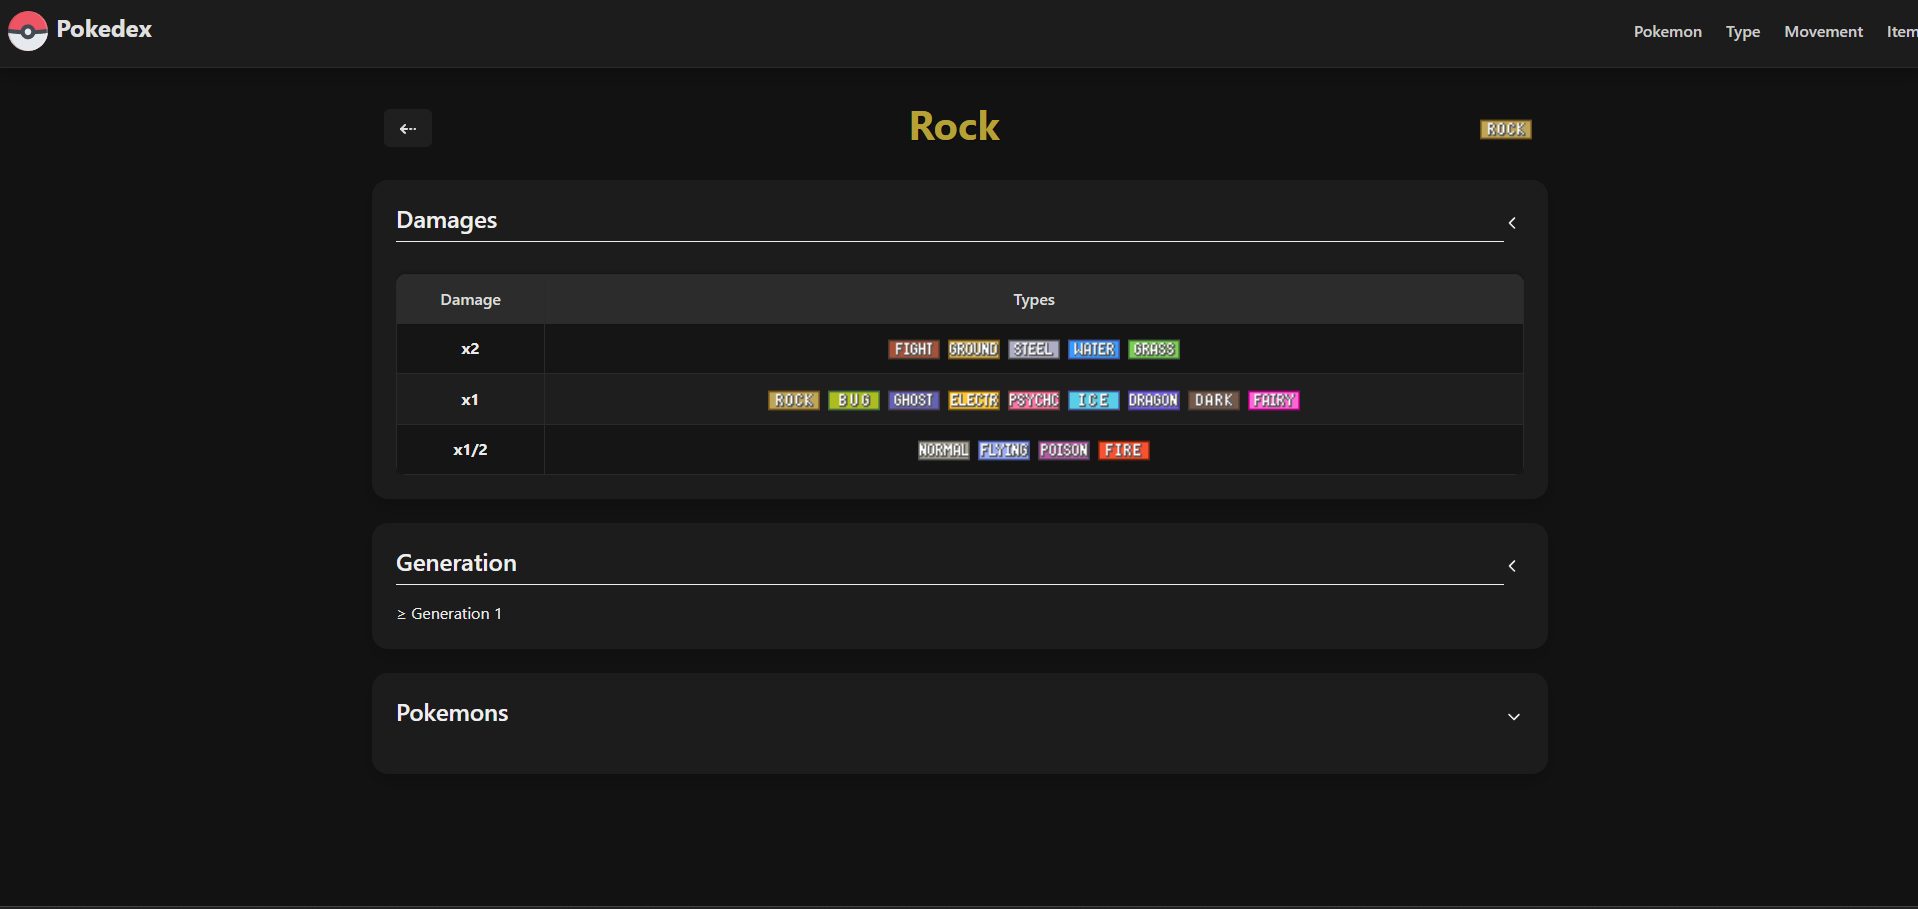 Pokedex
Pokemon Type Movement Item
Rock
ROCK
Damages
Damage Types
x2 FIGHT GROUND STEEL WATER GRASS
x1 ROCK BUG GHOST ELECTR PSYCHC ICE DRAGON DARK FAIRY
x1/2 NORMAL FLYING POISON FIRE
Generation
≥ Generation 1
Pokemons